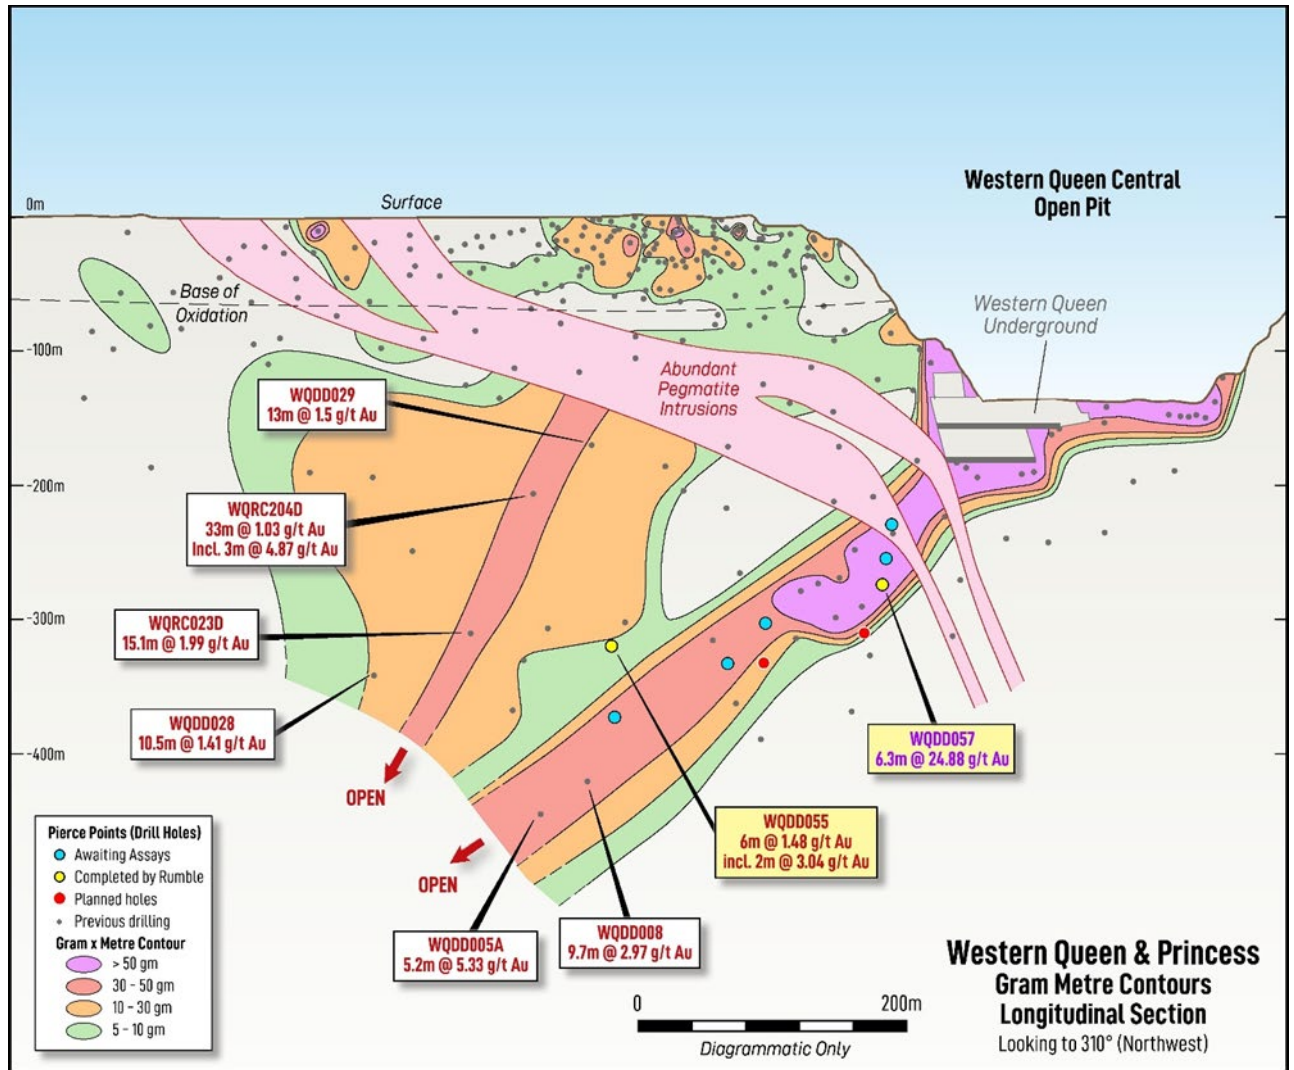 Western Queen Central
Open Pit
0m
Surface
Base of
Oxidation
Western Queen
Underground
-100m
Abundant
Pegmatite
Intrusions
WQDD029
13m @ 1.5 g/t Au
-200m
WQRC204D
33m @ 1.03 g/t Au
Incl. 3m @ 4.87 g/t Au
-300m
WQRC023D
15.1m @ 1.99 g/t Au
WQDD028
10.5m @ 1.41 g/t Au
-400m
WQDD057
6.3m @ 24.88 g/t Au
OPEN
WQDD055
6m @ 1.48 g/t Au
incl. 2m @ 3.04 g/t Au
OPEN
WQDD005A
5.2m @ 5.33 g/t Au
WQDD008
9.7m @ 2.97 g/t Au
Pierce Points (Drill Holes)
Awaiting Assays
Completed by Rumble
Planned holes
Previous drilling
Gram x Metre Contour
> 50 gm
30 - 50 gm
10 - 30 gm
5 - 10 gm
0 200m
Diagrammatic Only
Western Queen & Princess
Gram Metre Contours
Longitudinal Section
Looking to 310° (Northwest)